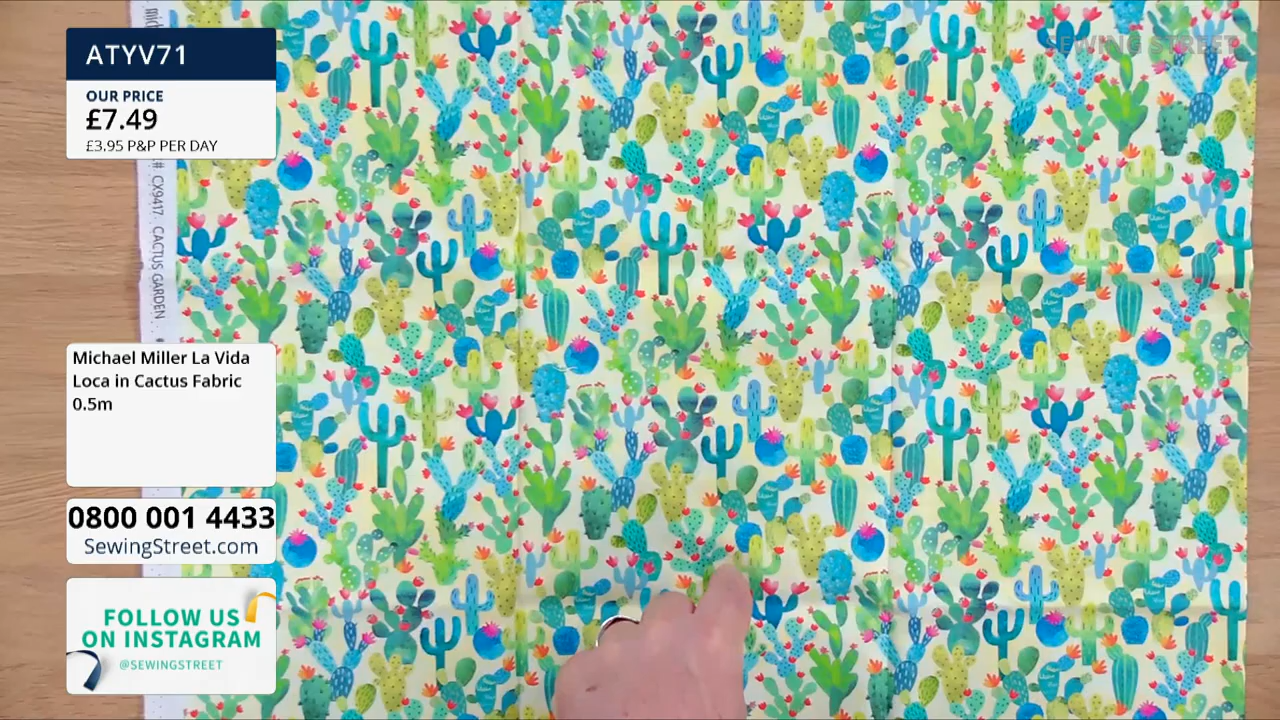 ATYV71
OUR PRICE
£7.49
£3.95 P&P PER DAY
SEWING STREET
# CX9417 CACTUS GARDEN
Michael Miller La Vida
Loca in Cactus Fabric
0.5m
0800 001 4433
SewingStreet.com
FOLLOW US
ON INSTAGRAM
@SEWINGSTREET